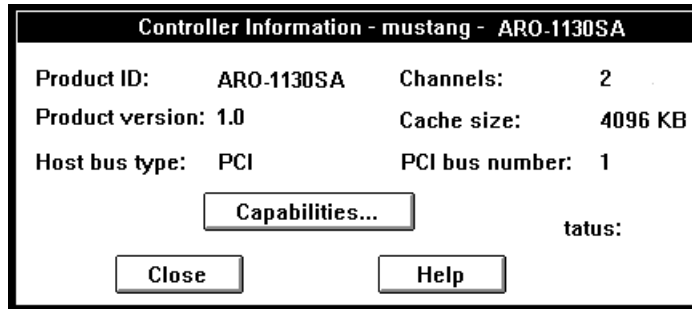 Controller Information - mustang - ARO-1130SA
Product ID: ARO-1130SA Channels: 2
Product version: 1.0 Cache size: 4096 KB
Host bus type: PCI PCI bus number: 1
Capabilities...
tatus:
Close Help